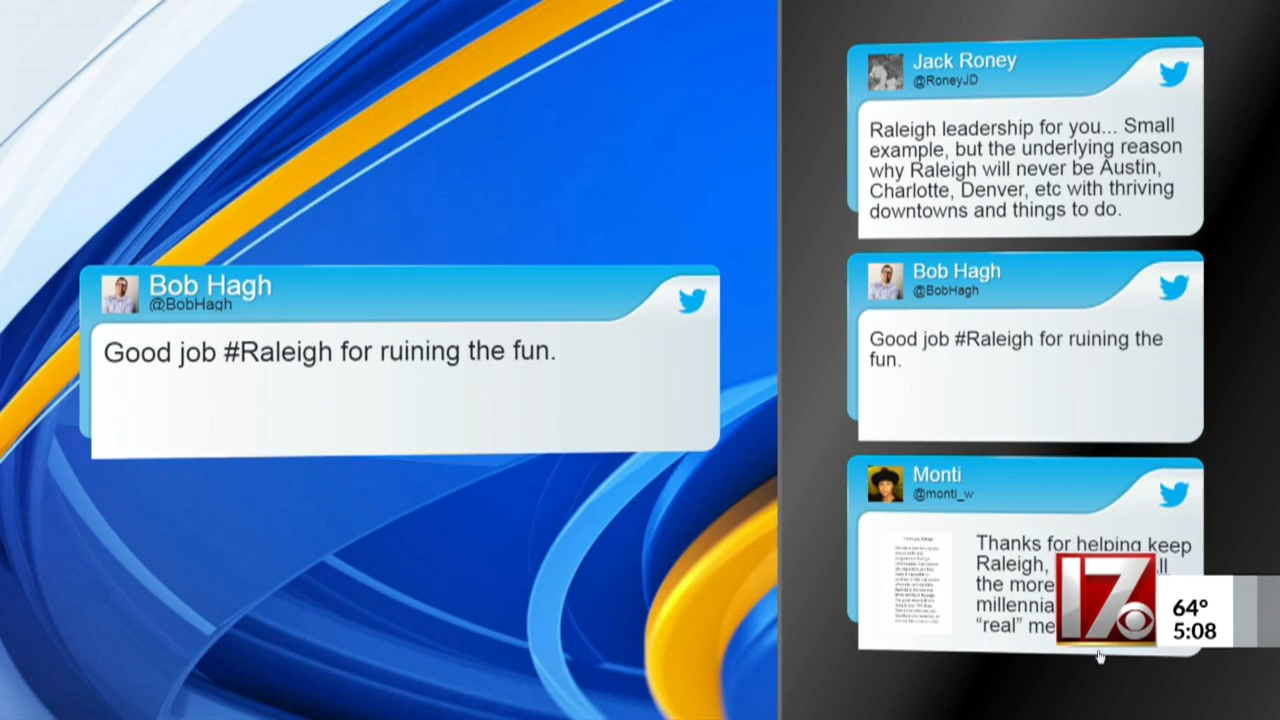 Bob Hagh
@BobHagh
Good job #Raleigh for ruining the fun.
Jack Roney
@RoneyJD
Raleigh leadership for you... Small
example, but the underlying reason
why Raleigh will never be Austin,
Charlotte, Denver, etc with thriving
downtowns and things to do.
Bob Hagh
@BobHagh
Good job #Raleigh for ruining the
fun.
Monti
@monti_w
Thanks for helping keep
Raleigh,
the more
millennia
“real” me
17
64°
5:08